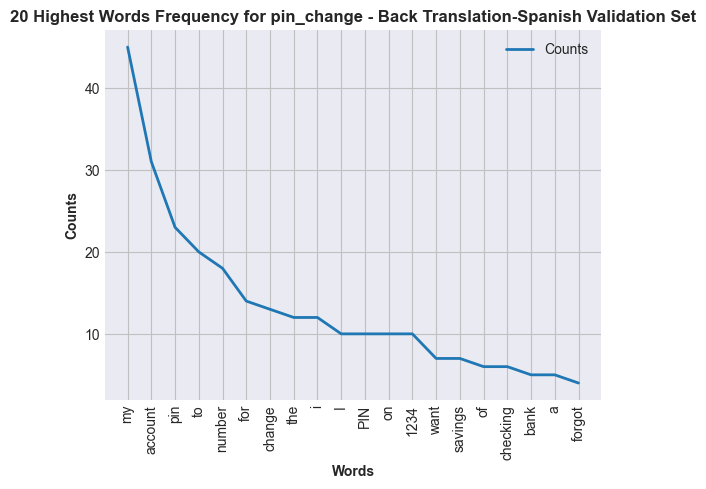 20 Highest Words Frequency for pin_change - Back Translation-Spanish Validation Set
Counts
Counts
40
30
20
10
my
account
pin
to
number
for
change
the
i
I
PIN
on
1234
want
savings
of
checking
bank
a
forgot
Words